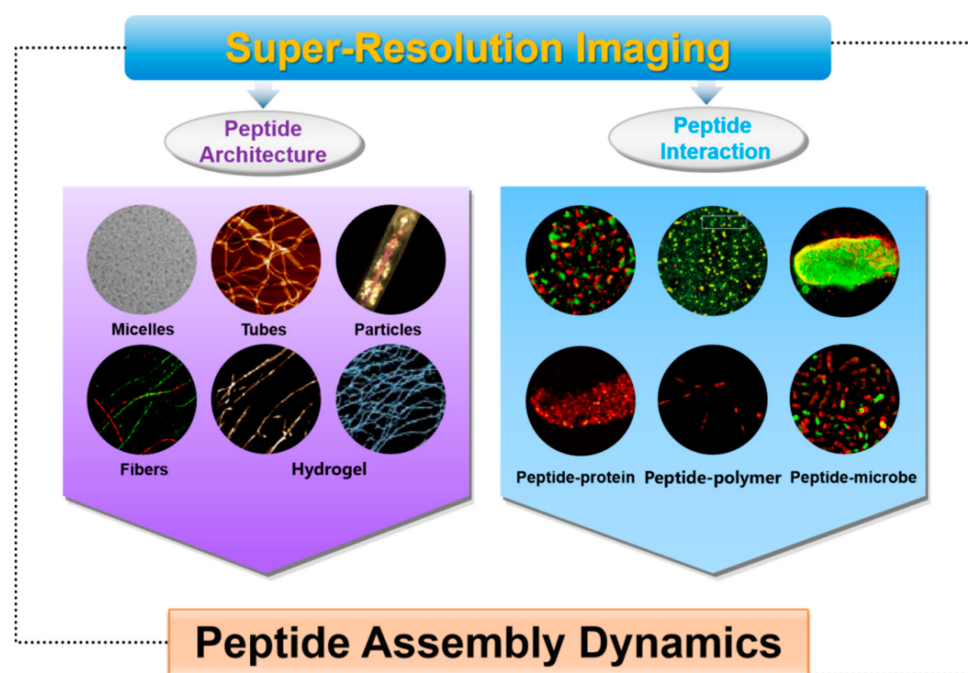 Super-Resolution Imaging
Peptide
Architecture
Peptide
Interaction
Micelles
Tubes
Particles
Fibers
Hydrogel
Peptide-protein
Peptide-polymer
Peptide-microbe
Peptide Assembly Dynamics